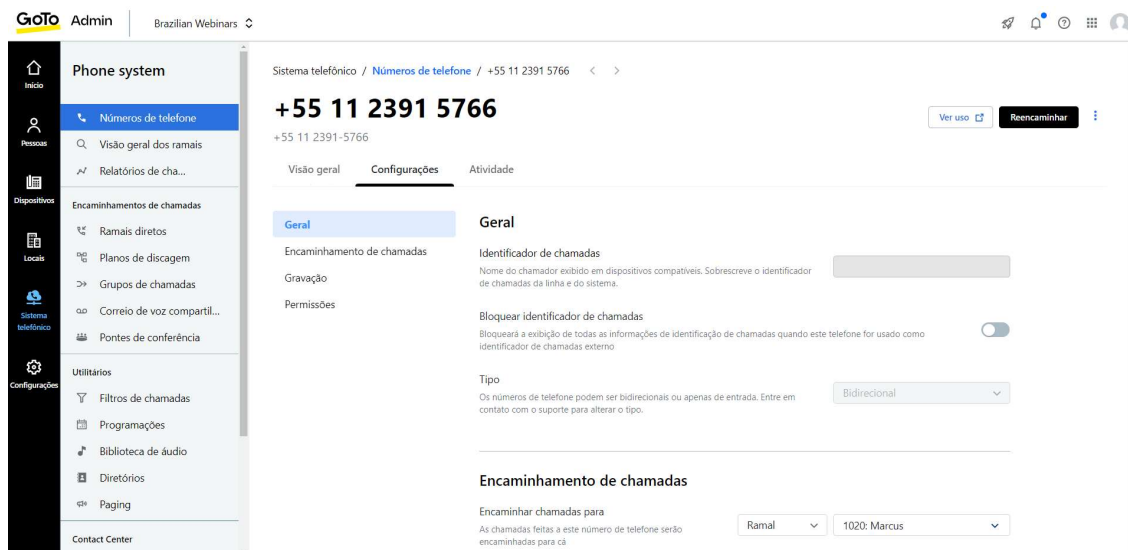 GoTo Admin Brazilian Webinars
Início
Pessoas
Dispositivos
Locais
Sistema
telefônico
Configurações
Phone system
Números de telefone
Visão geral dos ramais
Relatórios de cha...
Encaminhamentos de chamadas
Ramais diretos
Planos de discagem
Grupos de chamadas
Correio de voz compartil...
Pontes de conferência
Utilitários
Filtros de chamadas
Programações
Biblioteca de áudio
Diretórios
Paging
Contact Center
Sistema telefônico / Números de telefone / +55 11 2391 5766
+55 11 2391 5766
+55 11 2391-5766
Ver uso
Reencaminhar
Visão geral Configurações Atividade
Geral
Encaminhamento de chamadas
Gravação
Permissões
Geral
Identificador de chamadas
Nome do chamador exibido em dispositivos compatíveis. Sobrescreve o identificador
de chamadas da linha e do sistema.
Bloquear identificador de chamadas
Bloqueará a exibição de todas as informações de identificação de chamadas quando este telefone for usado como
identificador de chamadas externo
Tipo
Os números de telefone podem ser bidirecionais ou apenas de entrada. Entre em
contato com o suporte para alterar o tipo.
Bidirecional
Encaminhamento de chamadas
Encaminhar chamadas para
As chamadas feitas a este número de telefone serão
encaminhadas para cá
Ramal
1020: Marcus